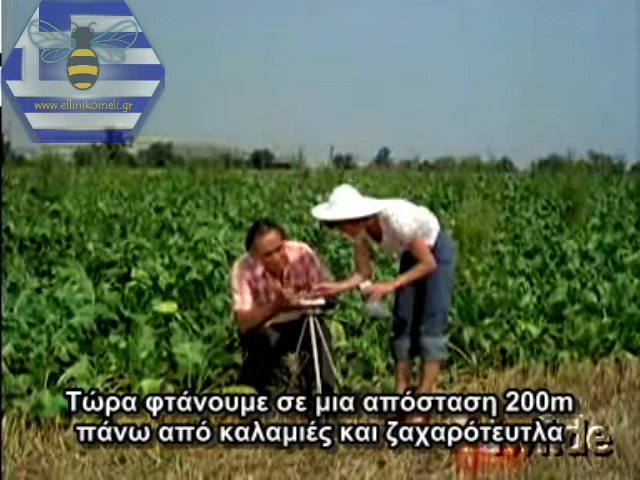 www.ellinikomeli.gr
Τώρα φτάνουμε σε μια απόσταση 200m
πάνω από καλαμιές και ζαχαρότευτλα